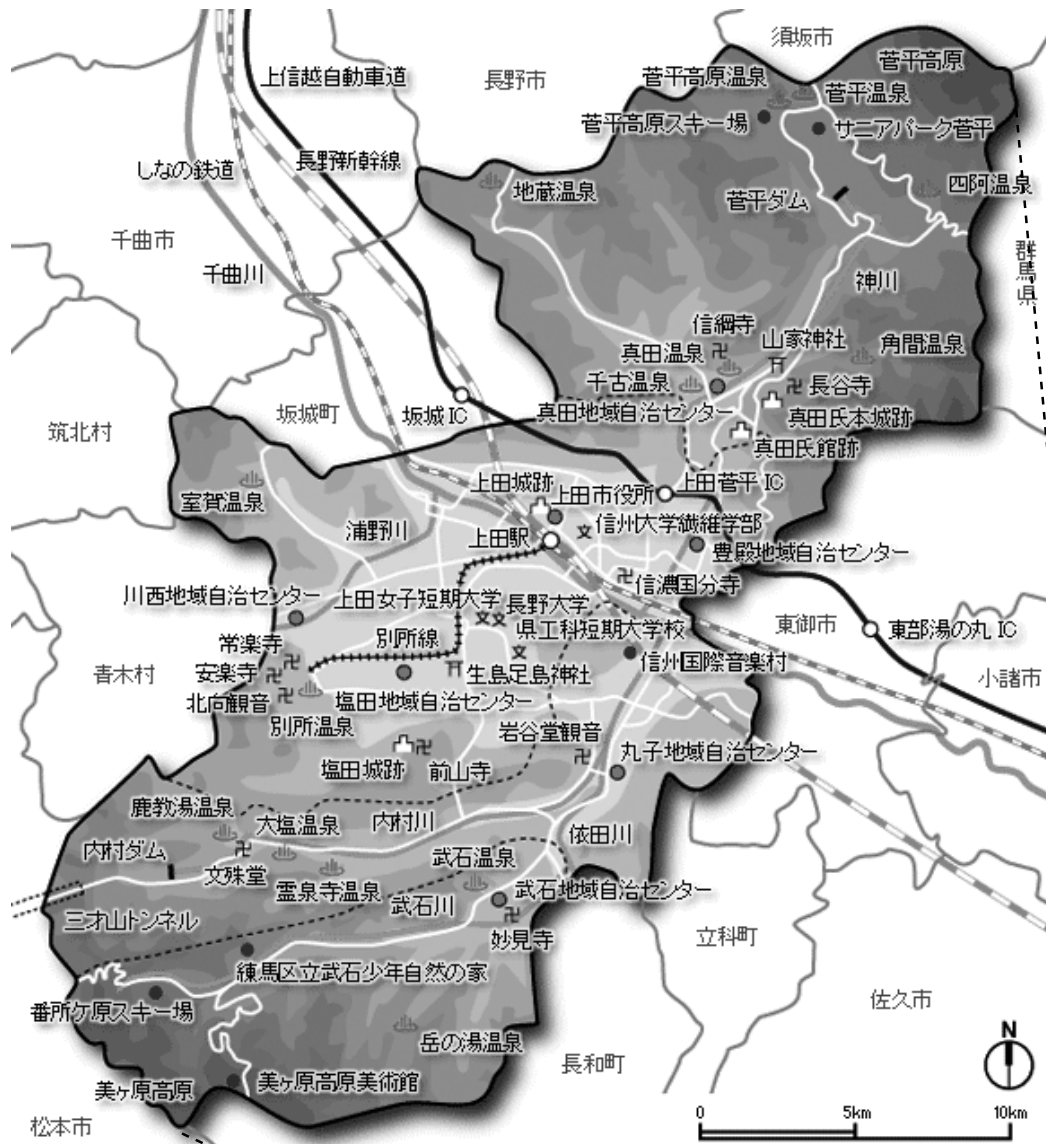 須坂市
菅平高原
菅平高原温泉
上信越自動車道
長野市
菅平温泉
菅平高原スキー場
サニアパーク菅平
長野新幹線
しなの鉄道
地蔵温泉
四阿温泉
菅平ダム
千曲市
群馬県
千曲川
神川
信綱寺
山家神社
真田温泉
角間温泉
千古温泉
長谷寺
坂城町
坂城IC
真田地域自治センター
真田氏本城跡
筑北村
真田氏館跡
上田城跡
上田菅平IC
室賀温泉
上田市役所
浦野川
信州大学繊維学部
上田駅
豊殿地域自治センター
信濃国分寺
川西地域自治センター
上田女子短期大学
長野大学
東御市
東部湯の丸IC
別所線
県工科短期大学校
常楽寺
信州国際音楽村
青木村
安楽寺
生島足島神社
小諸市
北向観音
塩田地域自治センター
別所温泉
岩谷堂観音
丸子地域自治センター
塩田城跡
前山寺
鹿教湯温泉
大塩温泉
内村川
依田川
内村ダム
武石温泉
文殊堂
霊泉寺温泉
武石地域自治センター
武石川
三才山トンネル
妙見寺
立科町
練馬区立武石少年自然の家
番所ケ原スキー場
佐久市
岳の湯温泉
N
長和町
美ヶ原高原
美ヶ原高原美術館
松本市
0 5km 10km